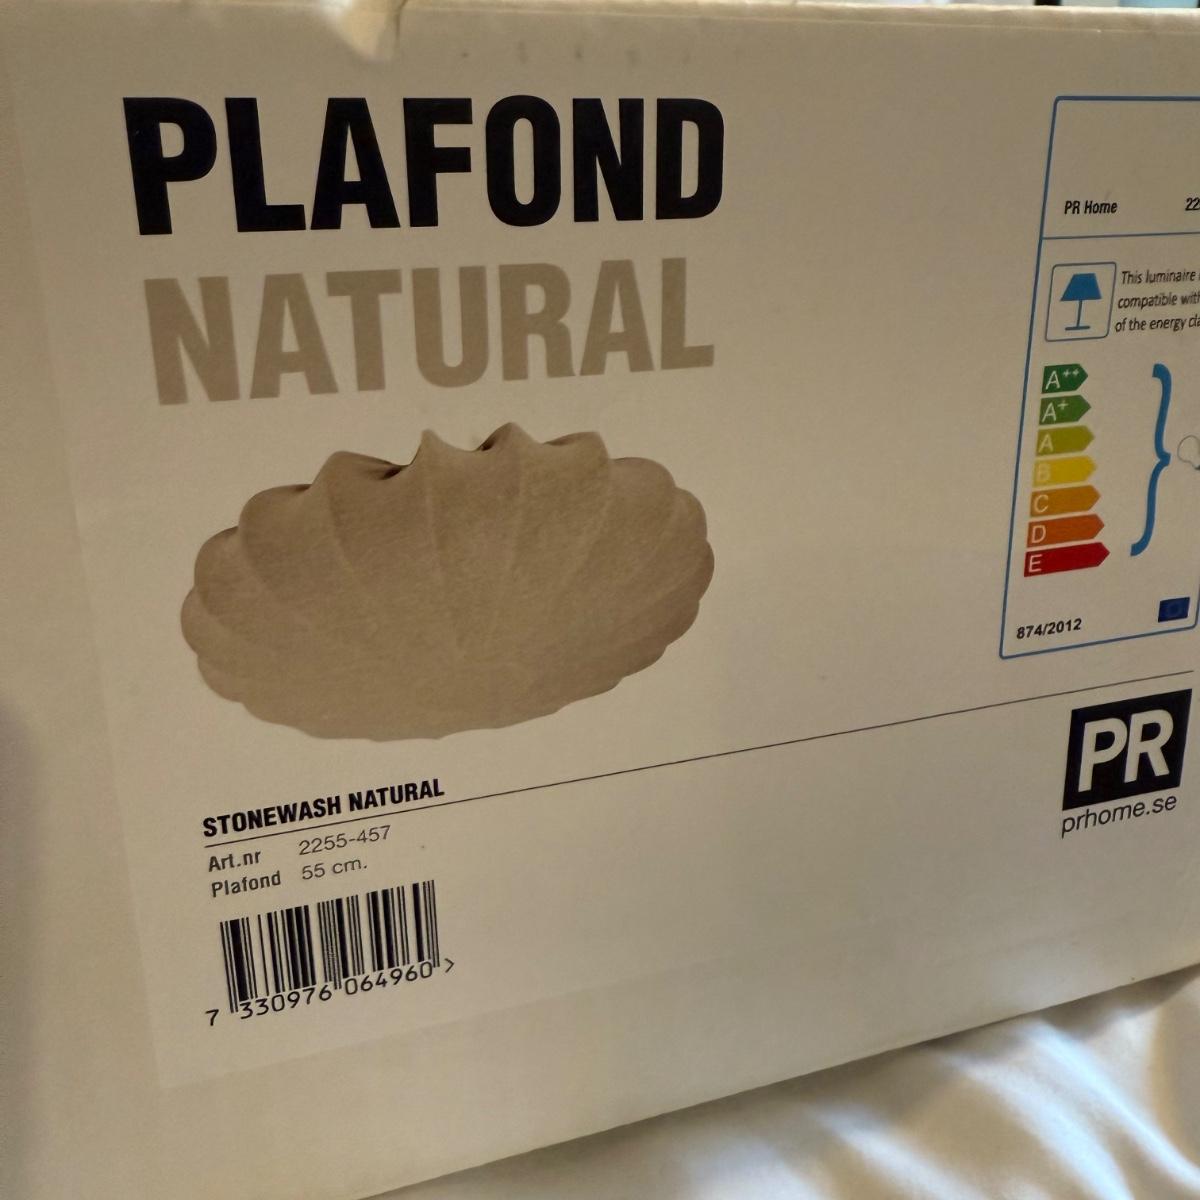 PLAFOND
NATURAL
STONEWASH NATURAL
Art.nr 2255-457
Plafond 55 cm.
7 330976 064960 >
PR Home 22
This luminaire
compatible with
of the energy cla
A++
A+
A
B
C
D
E
874/2012
PR
prhome.se